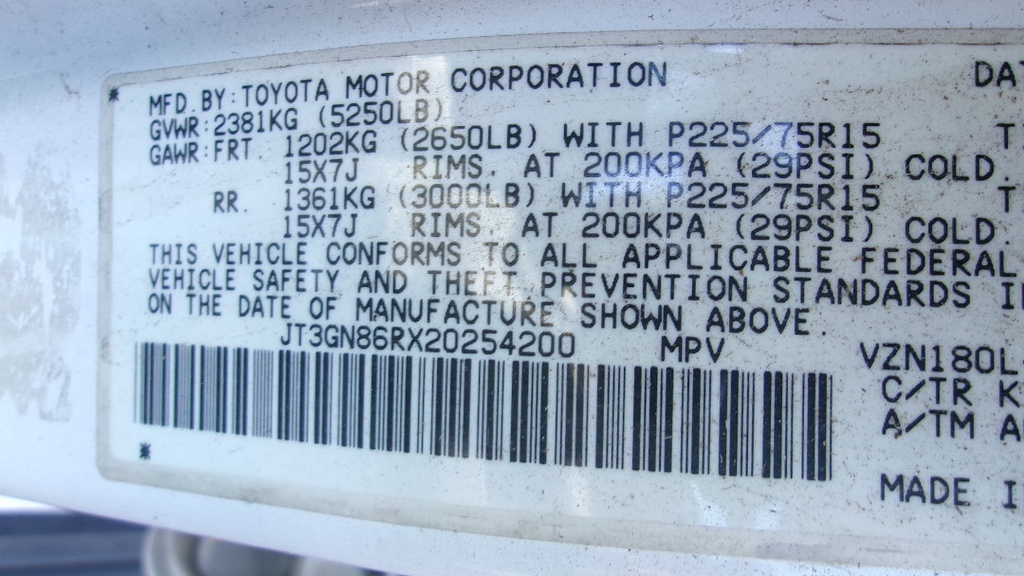 MFD. BY: TOYOTA MOTOR CORPORATION DAT
GVWR: 2381KG (5250LB)
GAWR: FRT. 1202KG (2650LB) WITH P225/75R15 T
15X7J RIMS. AT 200KPA (29PSI) COLD.
RR. 1361KG (3000LB) WITH P225/75R15 T
15X7J RIMS. AT 200KPA (29PSI) COLD.
THIS VEHICLE CONFORMS TO ALL APPLICABLE FEDERAL
VEHICLE SAFETY AND THEFT PREVENTION STANDARDS I
ON THE DATE OF MANUFACTURE SHOWN ABOVE.
JT3GN86RX20254200 MPV VZN180L
C/TR K
A/TM A
MADE I